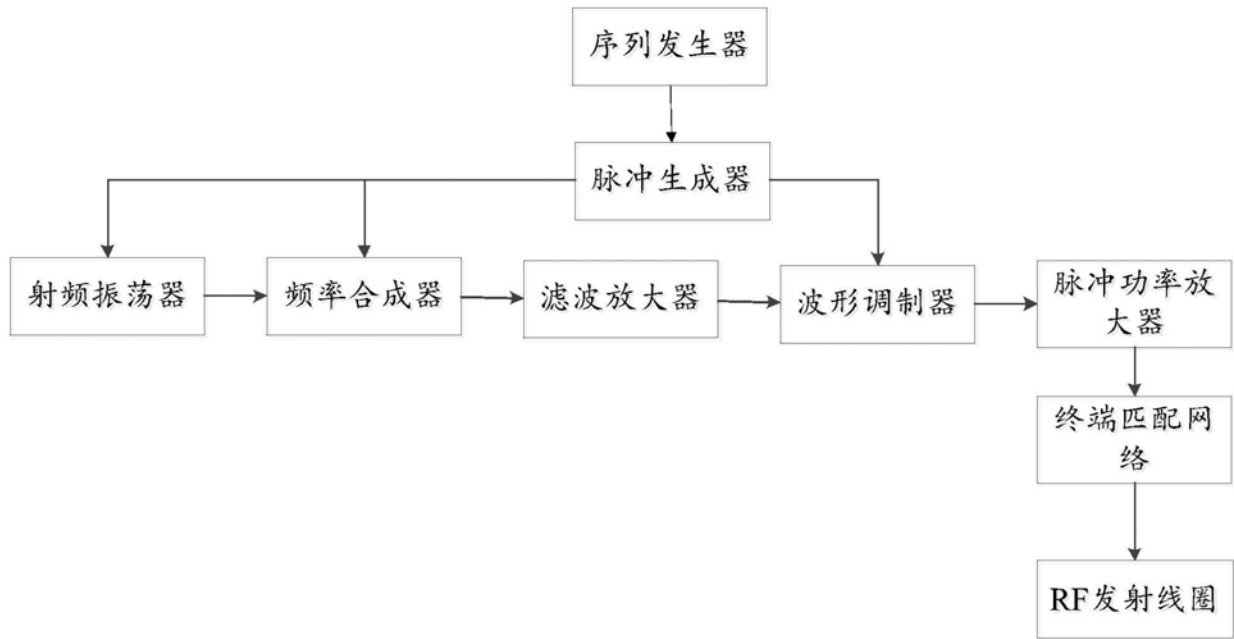 序列发生器
脉冲生成器
射频振荡器
频率合成器
滤波放大器
波形调制器
脉冲功率放
大器
终端匹配网
络
RF发射线圈